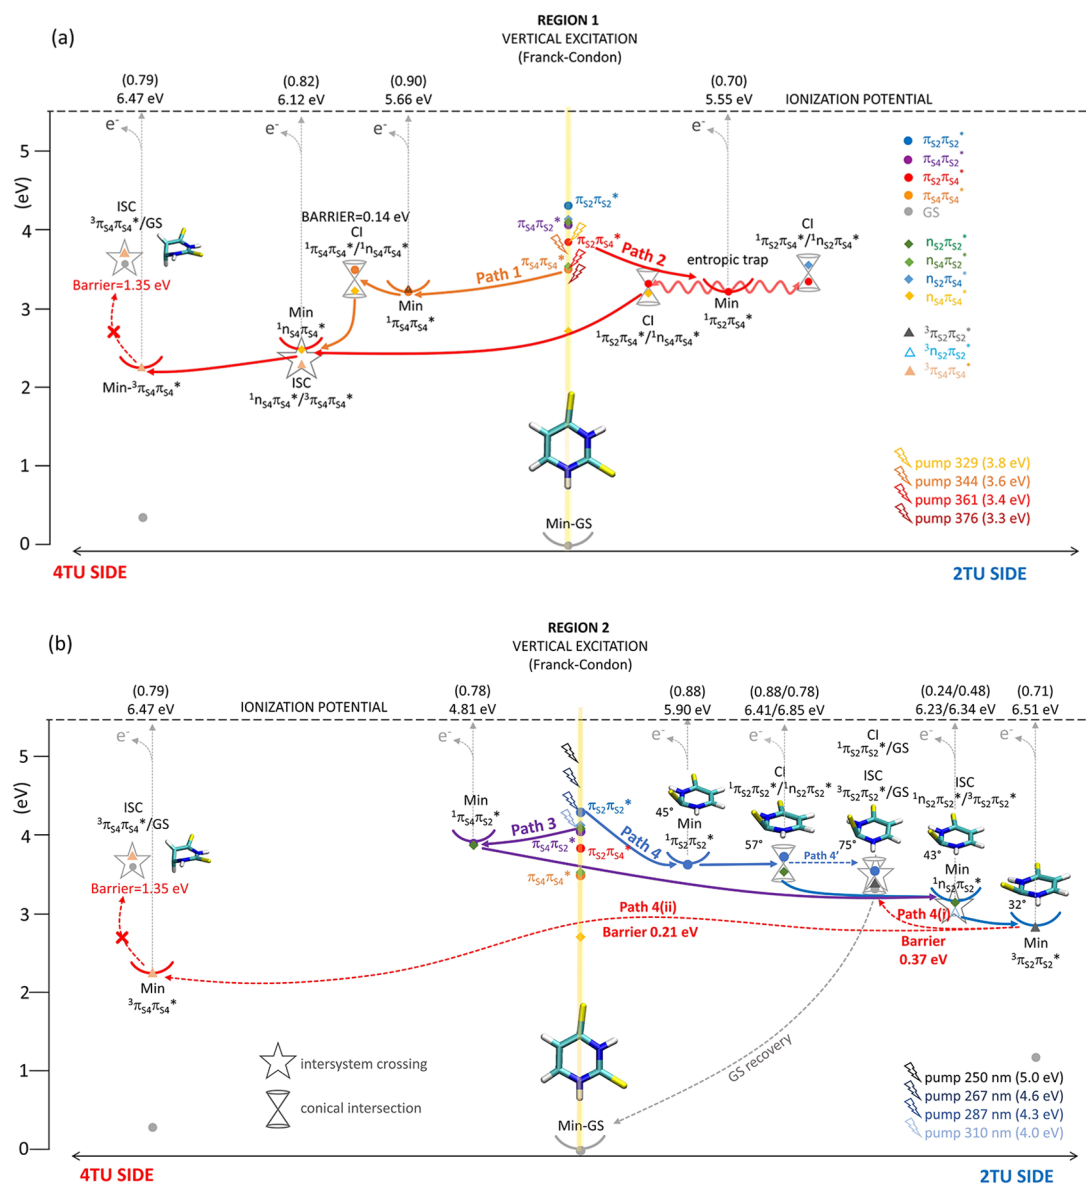 (a)
REGION 1
VERTICAL EXCITATION
(Franck-Condon)
(0.79)
6.47 eV
(0.82)
6.12 eV
(0.90)
5.66 eV
(0.70)
5.55 eV
IONIZATION POTENTIAL
e-
e-
e-
e-
(eV)
5
4
3
2
1
0
ISC
³πS4πS4*/GS
Barrier=1.35 eV
Min-³πS4πS4*
BARRIER=0.14 eV
CI
¹πS4πS4*/¹nS4πS4*
Min
¹nS4πS4*
ISC
¹nS4πS4*/³πS4πS4*
Min
¹πS4πS4*
Path 1
πS2πS2*
πS4πS2*
πS2πS4*
πS4πS4*
Path 2
entropic trap
CI
¹πS2πS4*/¹nS4πS4*
Min
¹πS2πS4*
CI
¹πS2πS4*/¹nS2πS4*
πS2πS2*
πS4πS2*
πS2πS4*
πS4πS4*
GS
nS2πS2*
nS4πS2*
nS2πS4*
nS4πS4*
³πS2πS2*
³nS2πS2*
³πS4πS4*
pump 329 (3.8 eV)
pump 344 (3.6 eV)
pump 361 (3.4 eV)
pump 376 (3.3 eV)
Min-GS
4TU SIDE
2TU SIDE
(b)
REGION 2
VERTICAL EXCITATION
(Franck-Condon)
(0.79)
6.47 eV
IONIZATION POTENTIAL
(0.78)
4.81 eV
(0.88)
5.90 eV
(0.88/0.78)
6.41/6.85 eV
(0.24/0.48)
6.23/6.34 eV
(0.71)
6.51 eV
e-
e-
e-
e-
e-
e-
(eV)
5
4
3
2
1
0
ISC
³πS4πS4*/GS
Barrier=1.35 eV
Min
³πS4πS4*
Min
¹πS4πS2*
Path 3
πS2πS2*
πS4πS2*
πS2πS4*
πS4πS4*
Path 4
45°
Min
¹πS2πS2*
CI
¹πS2πS2*/¹nS2πS2*
57°
Path 4'
CI
¹πS2πS2*/GS
ISC
³πS2πS2*/GS
75°
ISC
¹nS2πS2*/³πS2πS2*
43°
Min
¹nS2πS2*
32°
Min
³πS2πS2*
Path 4(i)
Barrier
0.37 eV
Path 4(ii)
Barrier 0.21 eV
GS recovery
intersystem crossing
conical intersection
Min-GS
pump 250 nm (5.0 eV)
pump 267 nm (4.6 eV)
pump 287 nm (4.3 eV)
pump 310 nm (4.0 eV)
4TU SIDE
2TU SIDE